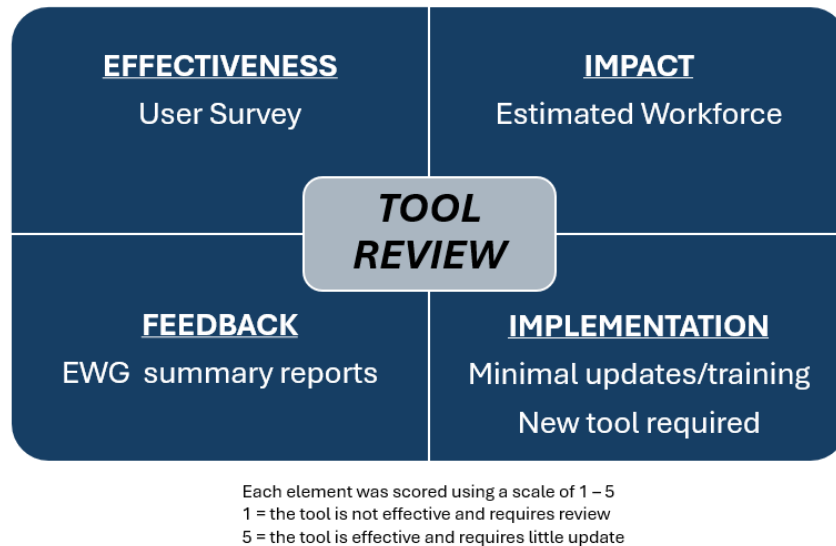 EFFECTIVENESS
User Survey
IMPACT
Estimated Workforce
TOOL
REVIEW
FEEDBACK
EWG summary reports
IMPLEMENTATION
Minimal updates/training
New tool required
Each element was scored using a scale of 1 – 5
1 = the tool is not effective and requires review
5 = the tool is effective and requires little update